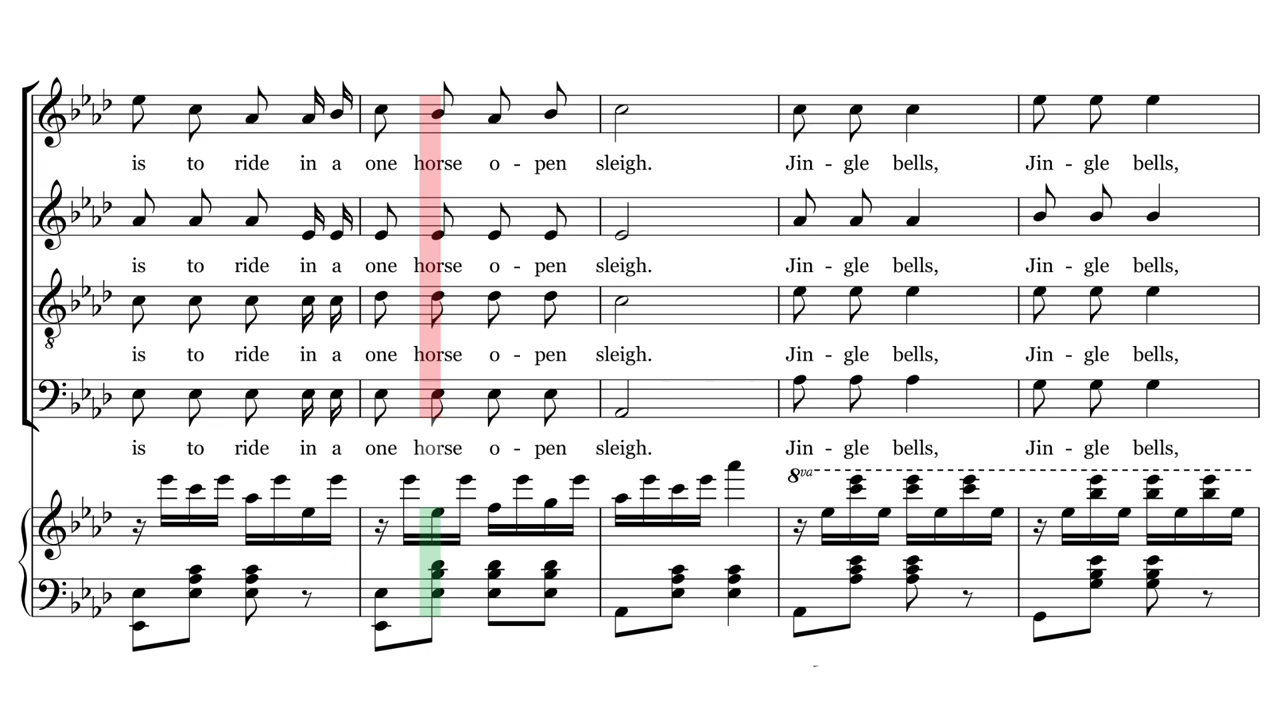 is to ride in a one horse o - pen sleigh. Jin - gle bells, Jin - gle bells,
is to ride in a one horse o - pen sleigh. Jin - gle bells, Jin - gle bells,
8
is to ride in a one horse o - pen sleigh. Jin - gle bells, Jin - gle bells,
is to ride in a one horse o - pen sleigh. Jin - gle bells, Jin - gle bells,
8va